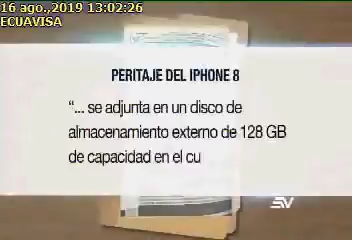 16 ago.,2019 13:02:26
ECUAVISA
PERITAJE DEL IPHONE 8
“... se adjunta en un disco de
almacenamiento externo de 128 GB
de capacidad en el cu